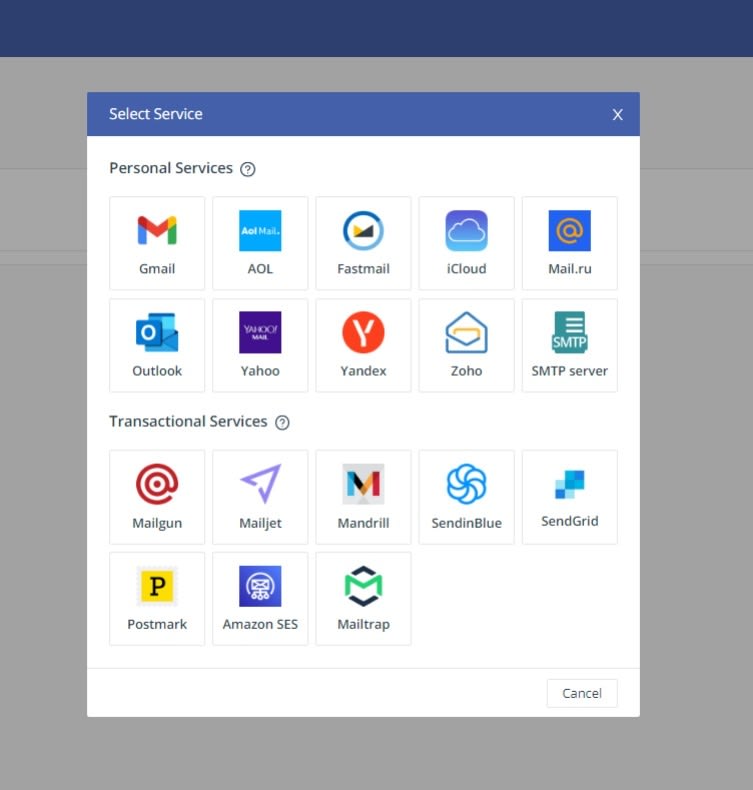 Select Service X
Personal Services ?
Aol Mail.
Gmail AOL Fastmail iCloud Mail.ru
YAHOO!
MAIL
SMTP
Outlook Yahoo Yandex Zoho SMTP server
Transactional Services ?
Mailgun Mailjet Mandrill SendinBlue SendGrid
P
Postmark Amazon SES Mailtrap
Cancel